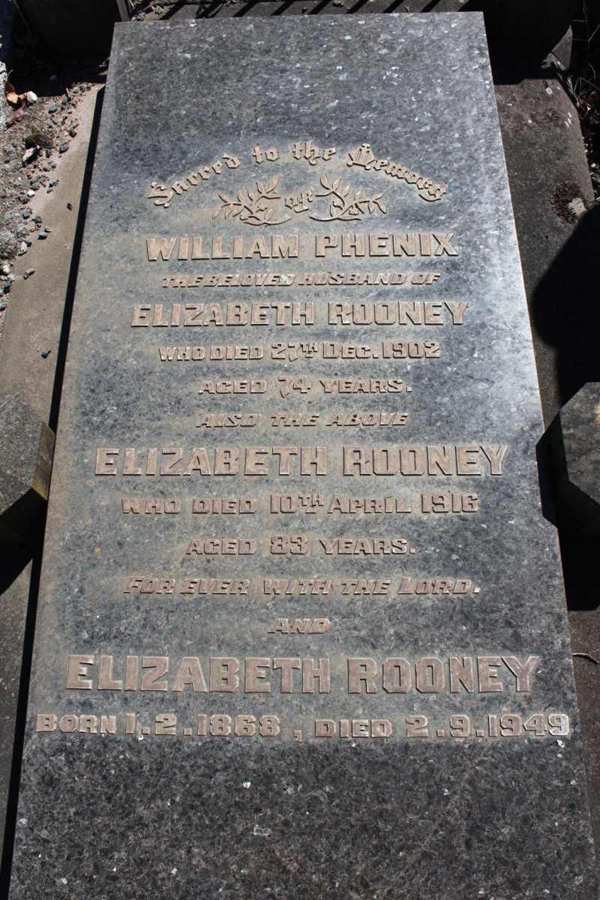 Sacred to the Memory
of
WILLIAM PHENIX
THE BELOVED HUSBAND OF
ELIZABETH ROONEY
WHO DIED 27TH DEC. 1902
AGED 74 YEARS.
ALSO THE ABOVE
ELIZABETH ROONEY
WHO DIED 10TH APRIL 1916
AGED 83 YEARS.
FOR EVER WITH THE LORD.
AND
ELIZABETH ROONEY
BORN 1.2.1868, DIED 2.9.1949